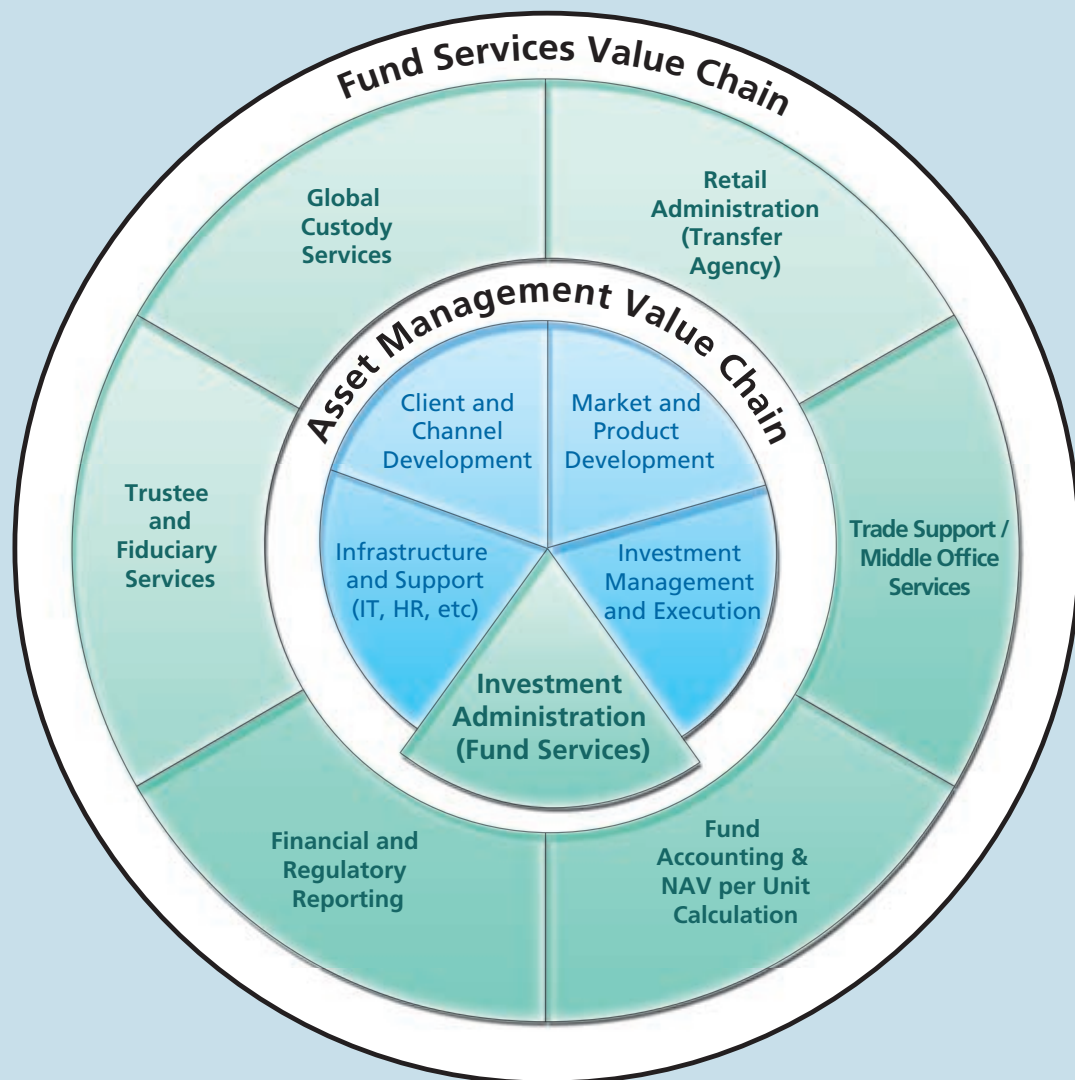 Fund Services Value Chain
Global
Custody
Services
Retail
Administration
(Transfer
Agency)
Asset Management Value Chain
Client and
Channel
Development
Market and
Product
Development
Trustee
and
Fiduciary
Services
Infrastructure
and Support
(IT, HR, etc)
Investment
Management
and Execution
Trade Support /
Middle Office
Services
Investment
Administration
(Fund Services)
Financial and
Regulatory
Reporting
Fund
Accounting &
NAV per Unit
Calculation